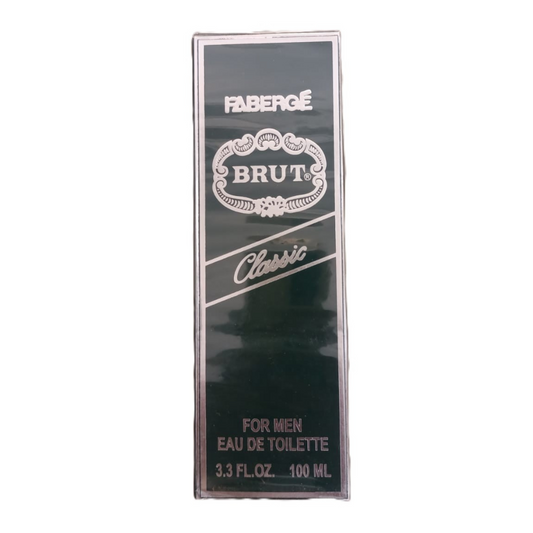 FABERGÉ
BRUT®
Classic
FOR MEN
EAU DE TOILETTE
3.3 FL.OZ. 100 ML